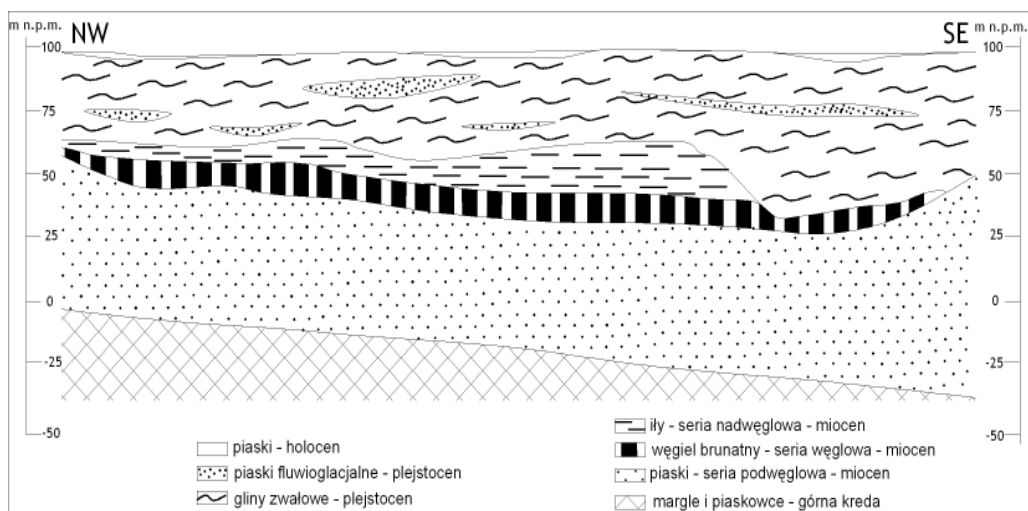 m n.p.m. NW SE m n.p.m.
100 100
75 75
50 50
25 25
0 0
-25 -25
-50 -50
piaski - holocen
piaski fluwioglacjalne - plejstocen
gliny zwałowe - plejstocen
iły - seria nadwęglowa - miocen
węgiel brunatny - seria węglowa - miocen
piaski - seria podwęglowa - miocen
margle i piaskowce - górna kreda